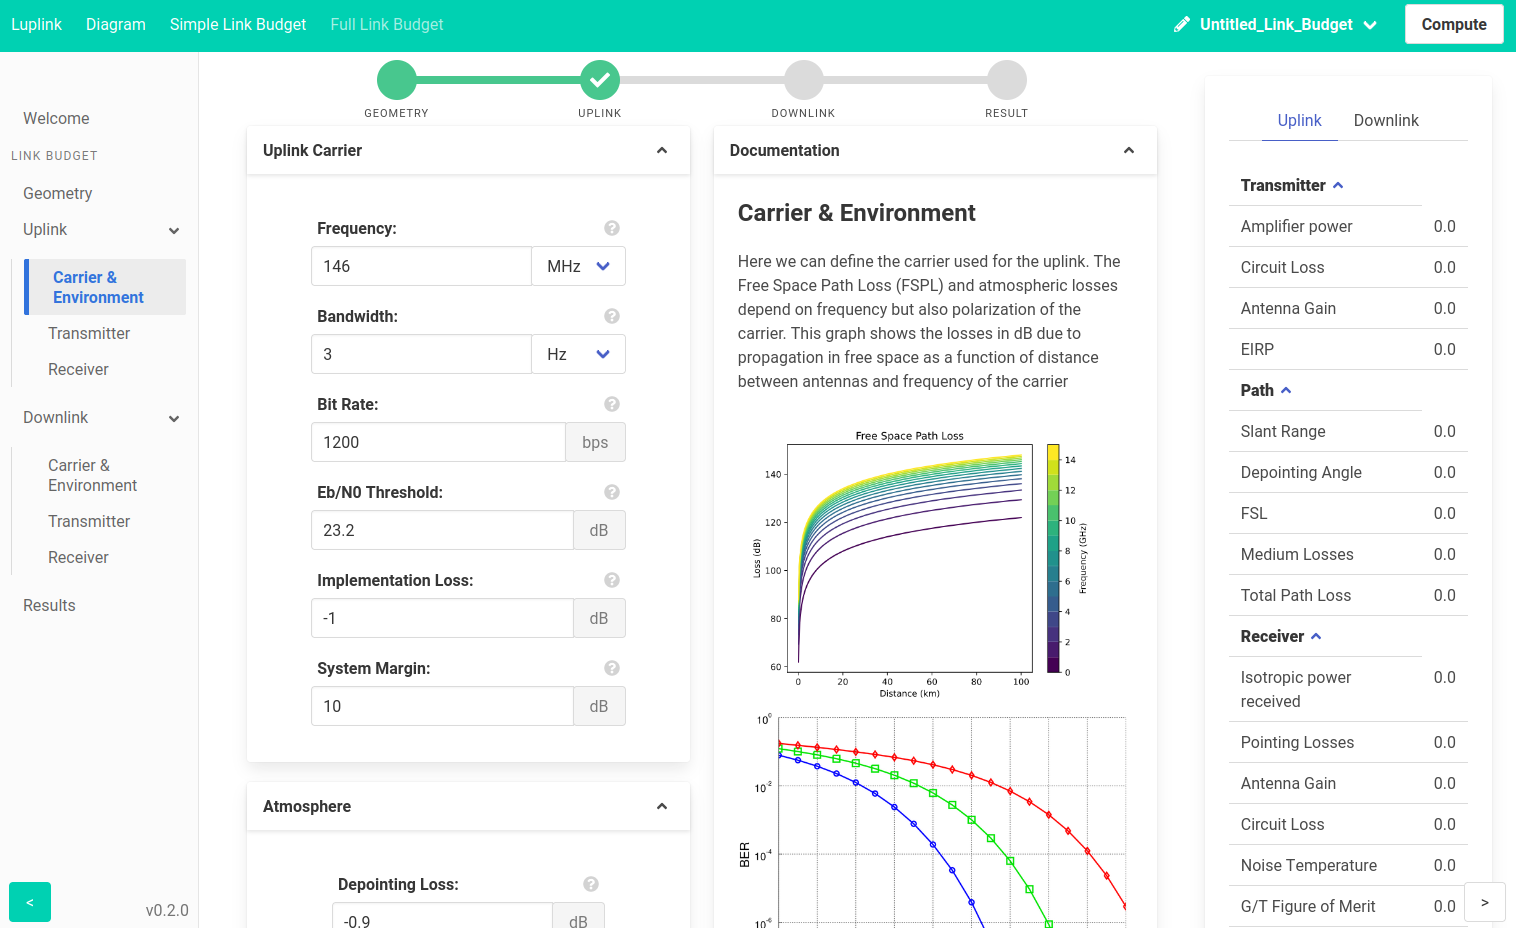 Luplink Diagram Simple Link Budget Full Link Budget Untitled_Link_Budget Compute
Welcome
LINK BUDGET
Geometry
Uplink
Carrier &
Environment
Transmitter
Receiver
Downlink
Carrier &
Environment
Transmitter
Receiver
Results
<
v0.2.0
GEOMETRY UPLINK DOWNLINK RESULT
Uplink Carrier
Frequency:
146 MHz
Bandwidth:
3 Hz
Bit Rate:
1200 bps
Eb/N0 Threshold:
23.2 dB
Implementation Loss:
-1 dB
System Margin:
10 dB
Atmosphere
Depointing Loss:
-0.9 dB
Documentation
Carrier & Environment
Here we can define the carrier used for the uplink. The
Free Space Path Loss (FSPL) and atmospheric losses
depend on frequency but also polarization of the
carrier. This graph shows the losses in dB due to
propagation in free space as a function of distance
between antennas and frequency of the carrier
Free Space Path Loss
Loss (dB)
140
120
100
80
60
0 20 40 60 80 100
Distance (km)
14
12
10
8
6
4
2
0
Frequency (GHz)
BER
10^0
10^-2
10^-4
10^-6
Uplink Downlink
Transmitter
Amplifier power 0.0
Circuit Loss 0.0
Antenna Gain 0.0
EIRP 0.0
Path
Slant Range 0.0
Depointing Angle 0.0
FSL 0.0
Medium Losses 0.0
Total Path Loss 0.0
Receiver
Isotropic power 0.0
received
Pointing Losses 0.0
Antenna Gain 0.0
Circuit Loss 0.0
Noise Temperature 0.0
G/T Figure of Merit 0.0
>